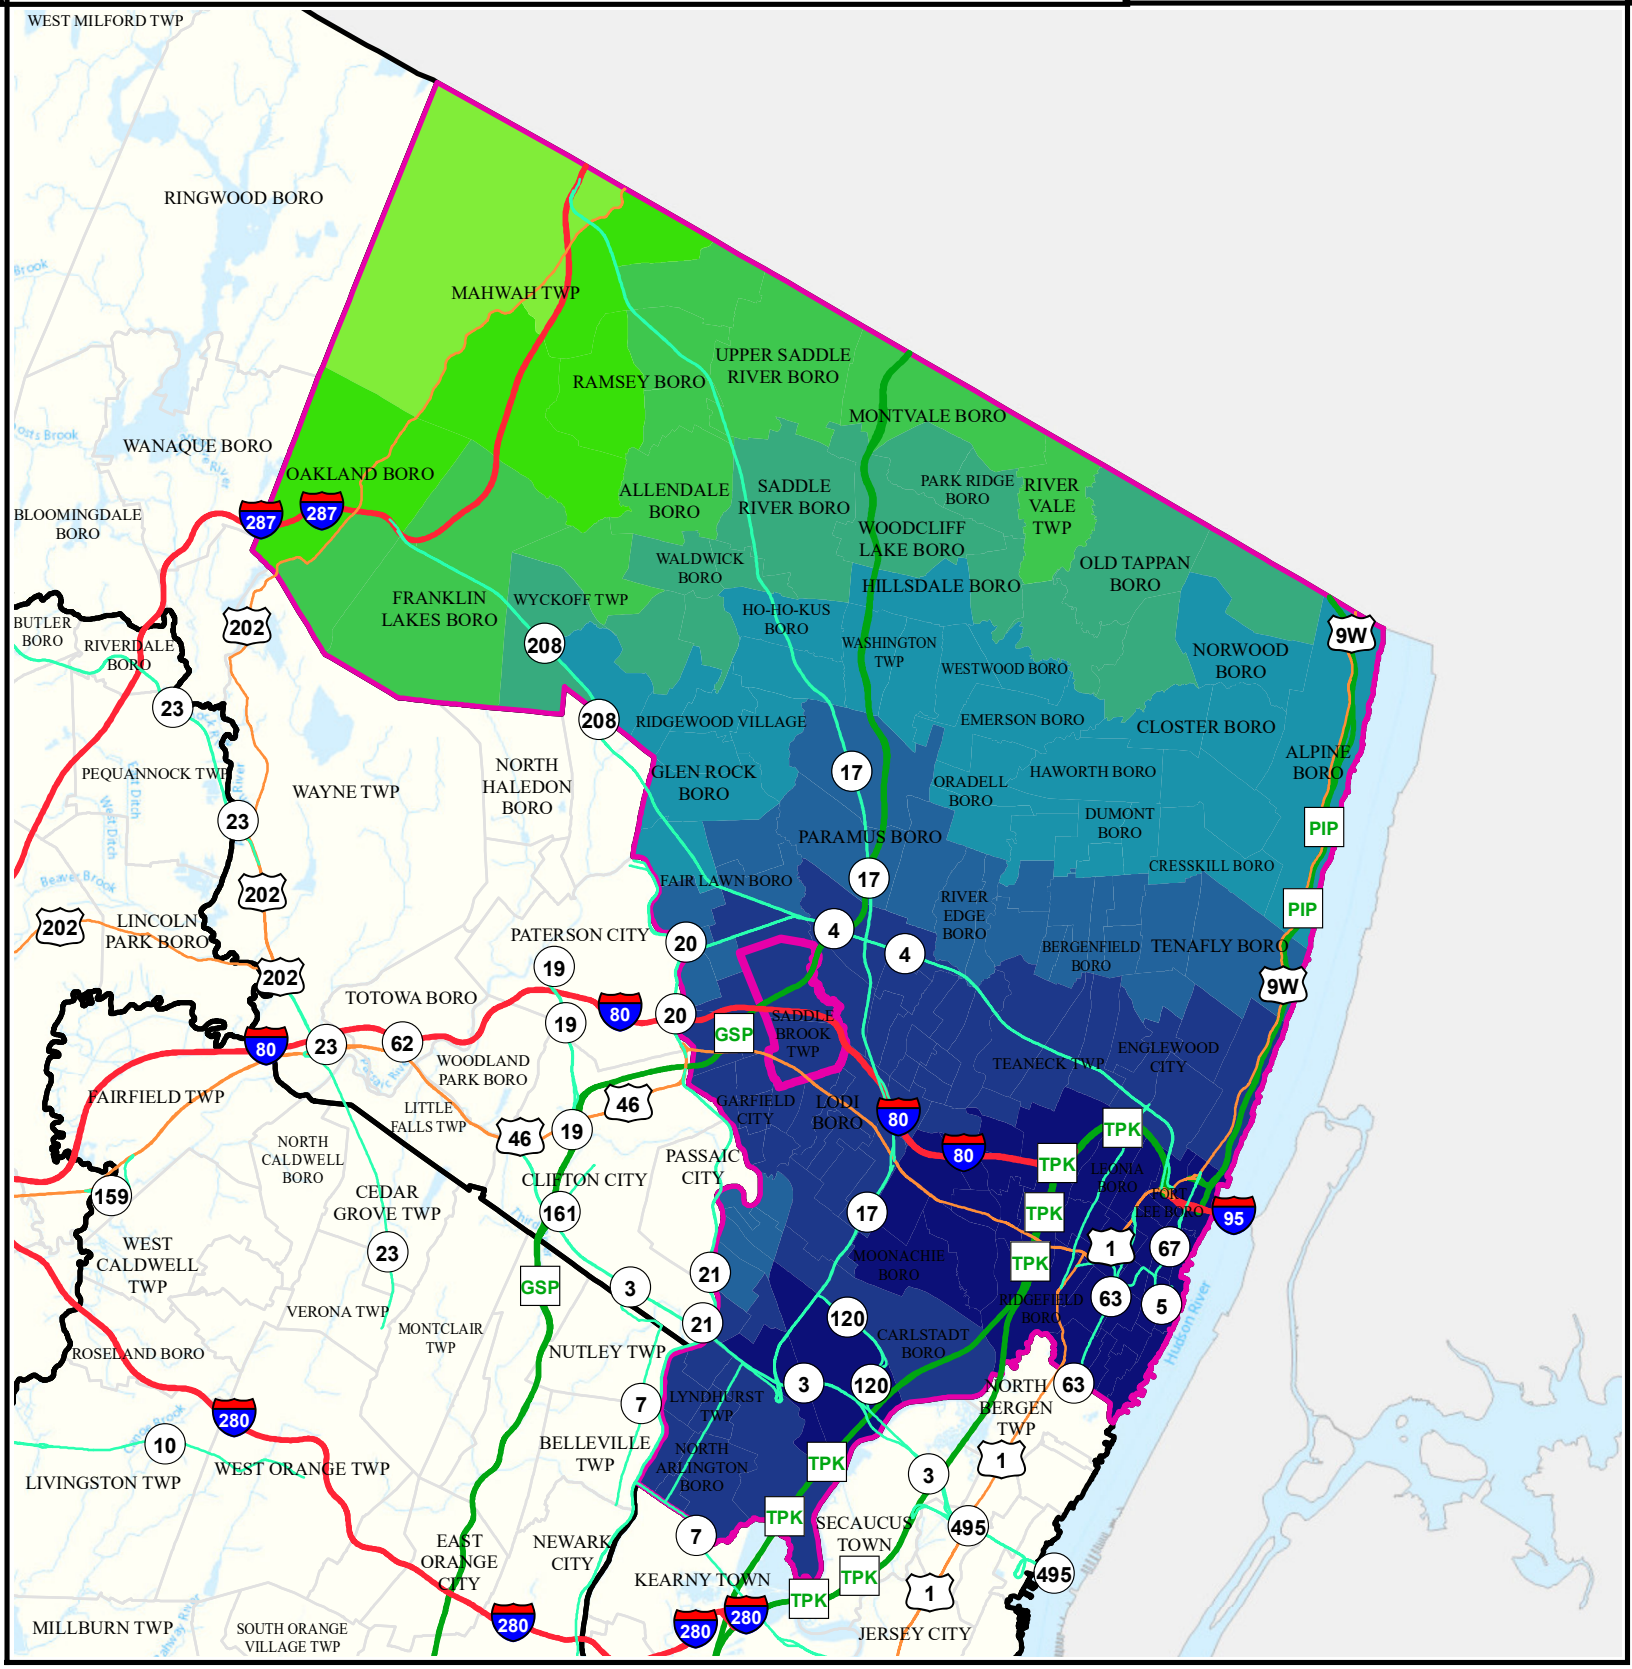 WEST MILFORD TWP
RINGWOOD BORO
Brook
MAHWAH TWP
UPPER SADDLE
RIVER BORO
RAMSEY BORO
MONTVALE BORO
WANAQUE BORO
OAKLAND BORO
ALLENDALE
BORO
SADDLE
RIVER BORO
PARK RIDGE
BORO
RIVER
VALE
TWP
BLOOMINGDALE
BORO
287
287
WOODCLIFF
LAKE BORO
WALDWICK
BORO
OLD TAPPAN
BORO
HILLSDALE BORO
FRANKLIN
LAKES BORO
WYCKOFF TWP
HO-HO-KUS
BORO
BUTLER
BORO
RIVERDALE
BORO
202
208
WASHINGTON
TWP
WESTWOOD BORO
NORWOOD
BORO
9W
23
208
RIDGEWOOD VILLAGE
EMERSON BORO
CLOSTER BORO
PEQUANNOCK TWP
WAYNE TWP
NORTH
HALEDON
BORO
GLEN ROCK
BORO
17
ORADELL
BORO
HAWORTH BORO
ALPINE
BORO
West Ditch
23
PARAMUS BORO
DUMONT
BORO
PIP
Beaver Brook
202
FAIR LAWN BORO
17
CRESSKILL BORO
PIP
202
LINCOLN
PARK BORO
PATERSON CITY
20
4
4
RIVER
EDGE
BORO
BERGENFIELD
BORO
TENAFLY BORO
202
19
9W
TOTOWA BORO
80
20
19
GSP
SADDLE
BROOK
TWP
80
23
62
WOODLAND
PARK BORO
TEANECK TWP
ENGLEWOOD
CITY
FAIRFIELD TWP
LITTLE
FALLS TWP
46
46
19
GARFIELD
CITY
LODI
BORO
80
80
TPK
TPK
NORTH
CALDWELL
BORO
PASSAIC
CITY
CLIFTON CITY
LEONIA
BORO
159
CEDAR
GROVE TWP
161
17
TPK
FORT
LEE BORO
95
WEST
CALDWELL
TWP
23
GSP
3
21
MOONACHIE
BORO
TPK
1
67
VERONA TWP
MONTCLAIR
TWP
21
120
RIDGEFIELD
BORO
63
5
Hudson River
ROSELAND BORO
NUTLEY TWP
CARLSTADT
BORO
LYNDHURST
TWP
3
120
NORTH
BERGEN
TWP
63
280
7
10
BELLEVILLE
TWP
NORTH
ARLINGTON
BORO
TPK
1
3
LIVINGSTON TWP
WEST ORANGE TWP
TPK
SECAUCUS
TOWN
495
7
EAST
ORANGE
CITY
NEWARK
CITY
KEARNY TOWN
TPK
TPK
495
1
MILLBURN TWP
SOUTH ORANGE
VILLAGE TWP
280
280
280
JERSEY CITY